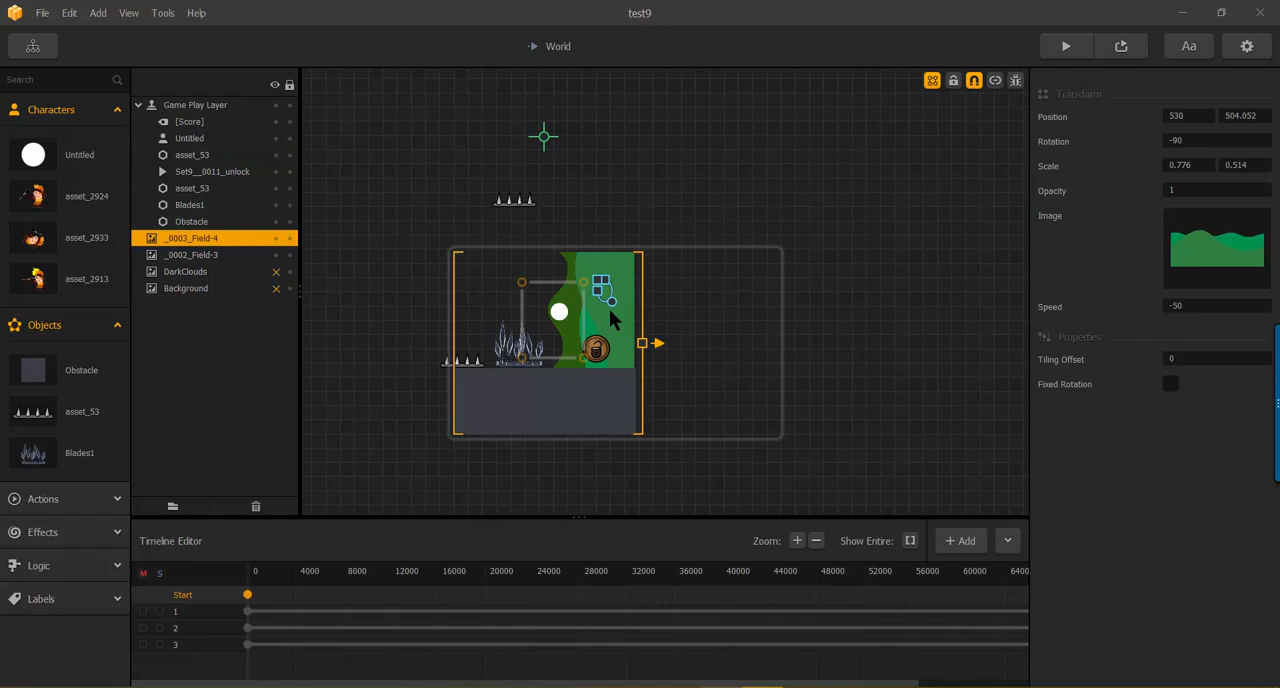 File Edit Add View Tools Help
test9
World
Aa
Search
Characters
Untitled
asset_2924
asset_2933
asset_2913
Objects
Obstacle
asset_53
Blades1
Actions
Effects
Logic
Labels
Game Play Layer
[Score]
Untitled
asset_53
Set9__0011_unlock
asset_53
Blades1
Obstacle
_0003_Field-4
_0002_Field-3
DarkClouds
Background
Transform
Position 530 504.052
Rotation -90
Scale 0.776 0.514
Opacity 1
Image
Speed -50
Properties
Tiling Offset 0
Fixed Rotation
Timeline Editor
Zoom: + − Show Entire: [] + Add
M S 0 4000 8000 12000 16000 20000 24000 28000 32000 36000 40000 44000 48000 52000 56000 60000 6400
Start
1
2
3